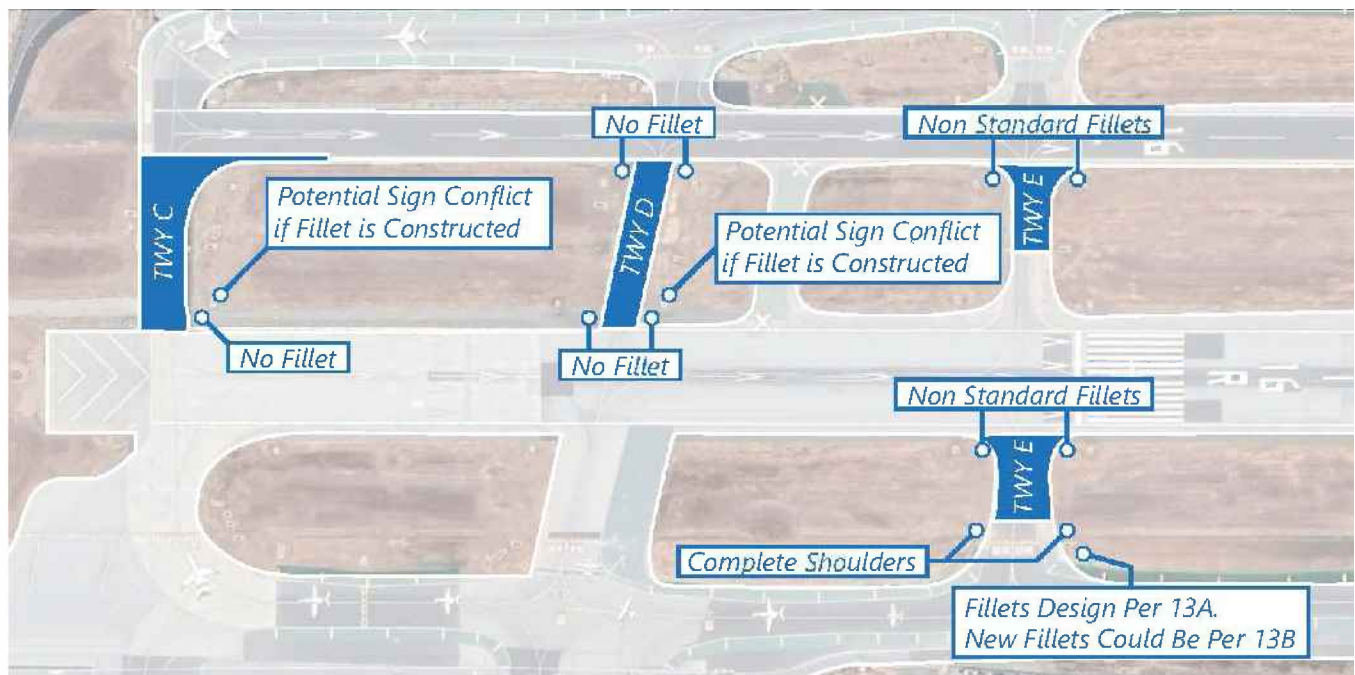 No Fillet
Non Standard Fillets
Potential Sign Conflict
if Fillet is Constructed
TWY C
TWY D
TWY E
Potential Sign Conflict
if Fillet is Constructed
No Fillet
No Fillet
Non Standard Fillets
16
R
TWY E
Complete Shoulders
Fillets Design Per 13A.
New Fillets Could Be Per 13B